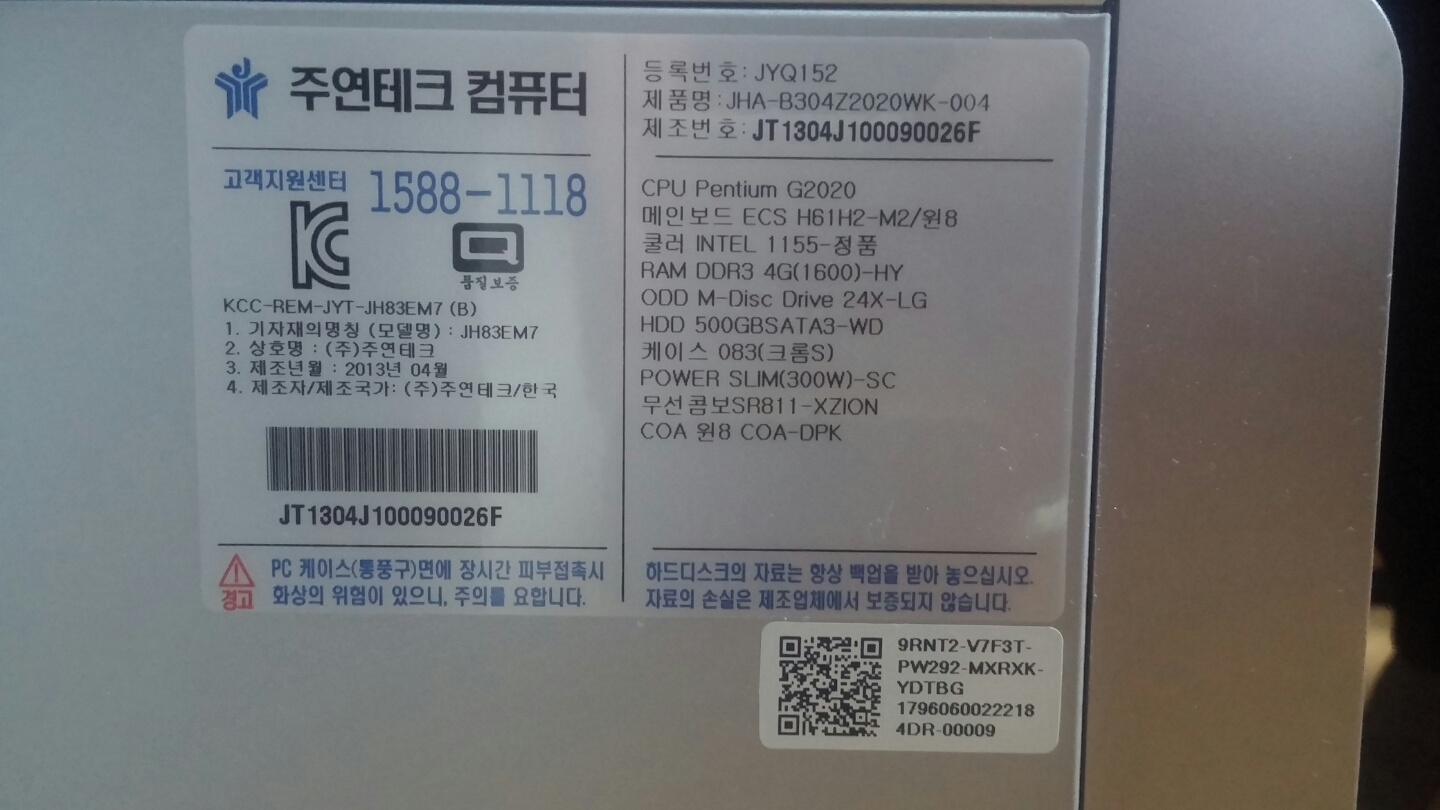 주연테크 컴퓨터
고객지원센터 1588-1118
품질보증
KCC-REM-JYT-JH83EM7 (B)
1. 기자재의명칭 (모델명) : JH83EM7
2. 상호명 : (주)주연테크
3. 제조년월 : 2013년 04월
4. 제조자/제조국가: (주)주연테크/한국
JT1304J100090026F
경고
PC 케이스(통풍구)면에 장시간 피부접촉시
화상의 위험이 있으니, 주의를 요합니다.
등록번호: JYQ152
제품명:JHA-B304Z2020WK-004
제조번호: JT1304J100090026F
CPU Pentium G2020
메인보드 ECS H61H2-M2/윈8
쿨러 INTEL 1155-정품
RAM DDR3 4G(1600)-HY
ODD M-Disc Drive 24X-LG
HDD 500GBSATA3-WD
케이스 083(크롬S)
POWER SLIM(300W)-SC
무선콤보SR811-XZION
COA 윈8 COA-DPK
하드디스크의 자료는 항상 백업을 받아 놓으십시오.
자료의 손실은 제조업체에서 보증되지 않습니다.
9RNT2-V7F3T-
PW292-MXRXK-
YDTBG
1796060022218
4DR-00009